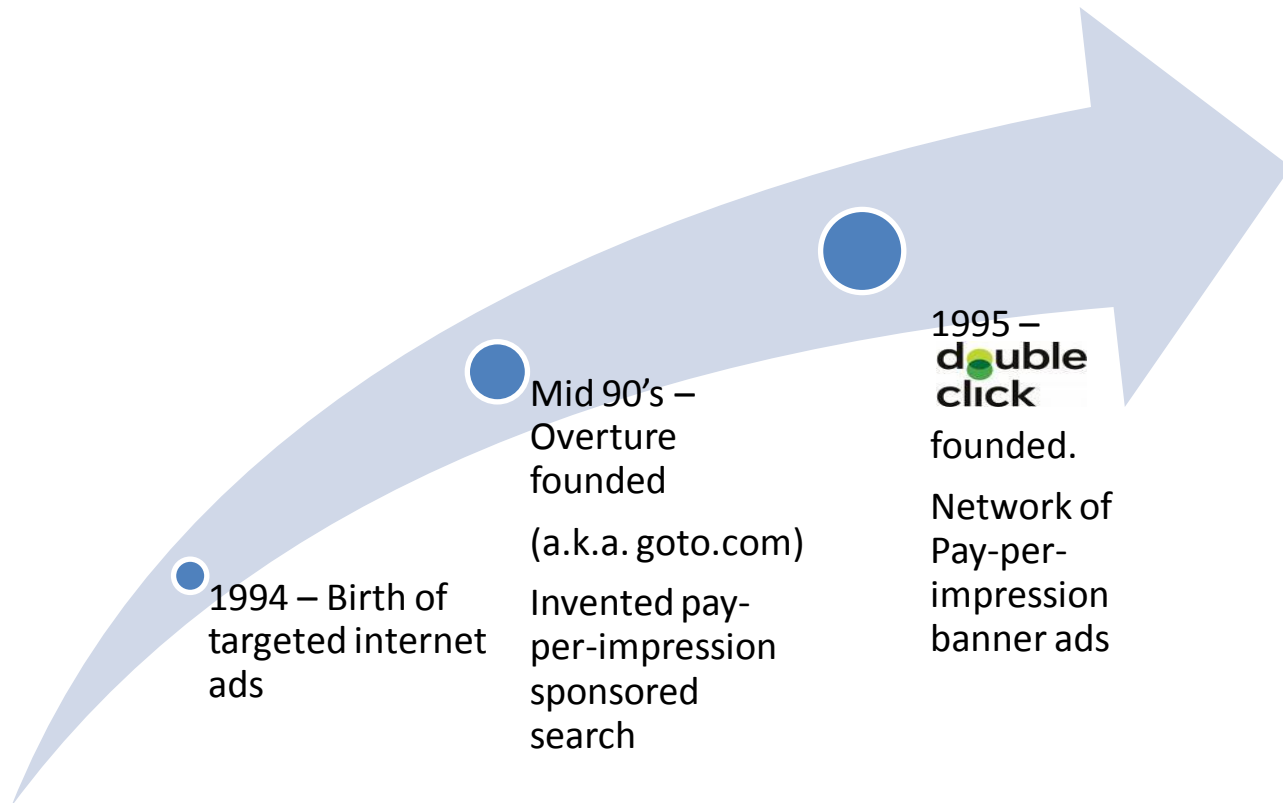 1994 – Birth of
targeted internet
ads
Mid 90's –
Overture
founded
(a.k.a. goto.com)
Invented pay-
per-impression
sponsored
search
1995 –
double
click
founded.
Network of
Pay-per-
impression
banner ads